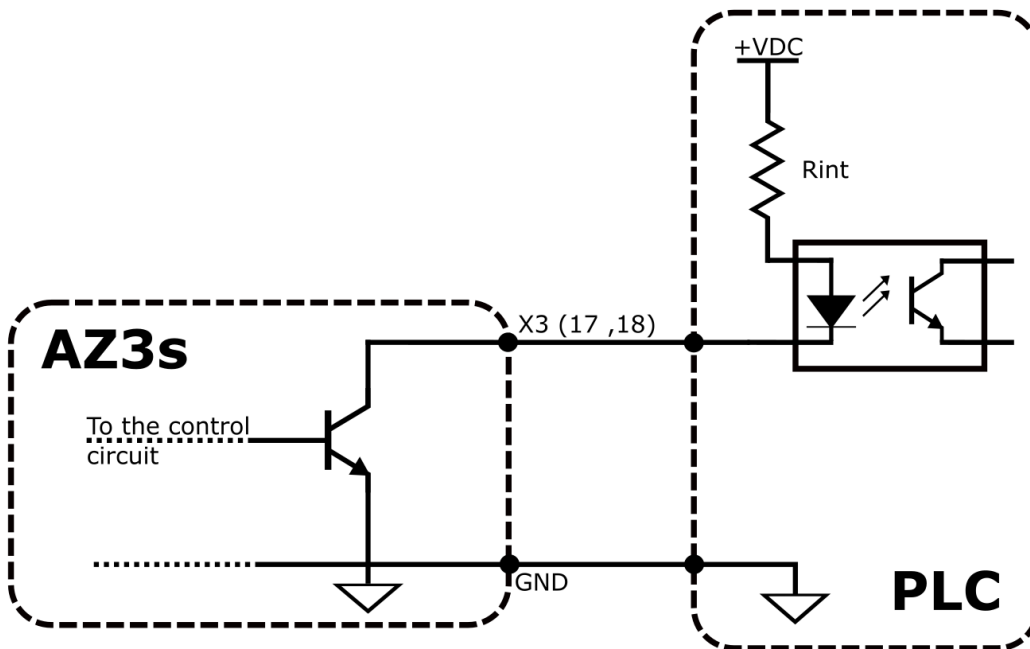 +VDC
Rint
X3 (17 ,18)
AZ3s
To the control
circuit
GND
PLC